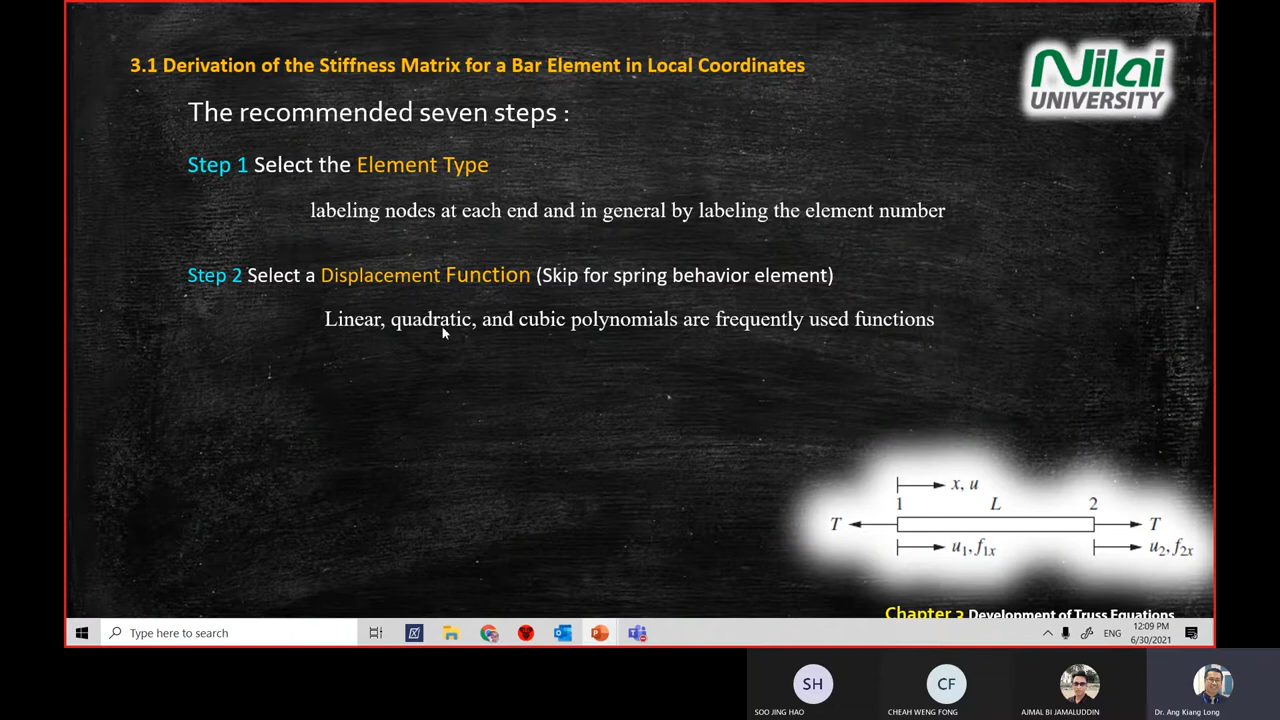 3.1 Derivation of the Stiffness Matrix for a Bar Element in Local Coordinates
Nilai
UNIVERSITY
The recommended seven steps :
Step 1 Select the Element Type
labeling nodes at each end and in general by labeling the element number
Step 2 Select a Displacement Function (Skip for spring behavior element)
Linear, quadratic, and cubic polynomials are frequently used functions
x, u
1 L 2
T T
u1, f1x u2, f2x
Chapter 3 Development of Truss Equations
Type here to search
ENG
12:09 PM
6/30/2021
SH
CF
SOO JING HAO
CHEAH WENG FONG
AJMAL BI JAMALUDDIN
Dr. Ang Kiang Long